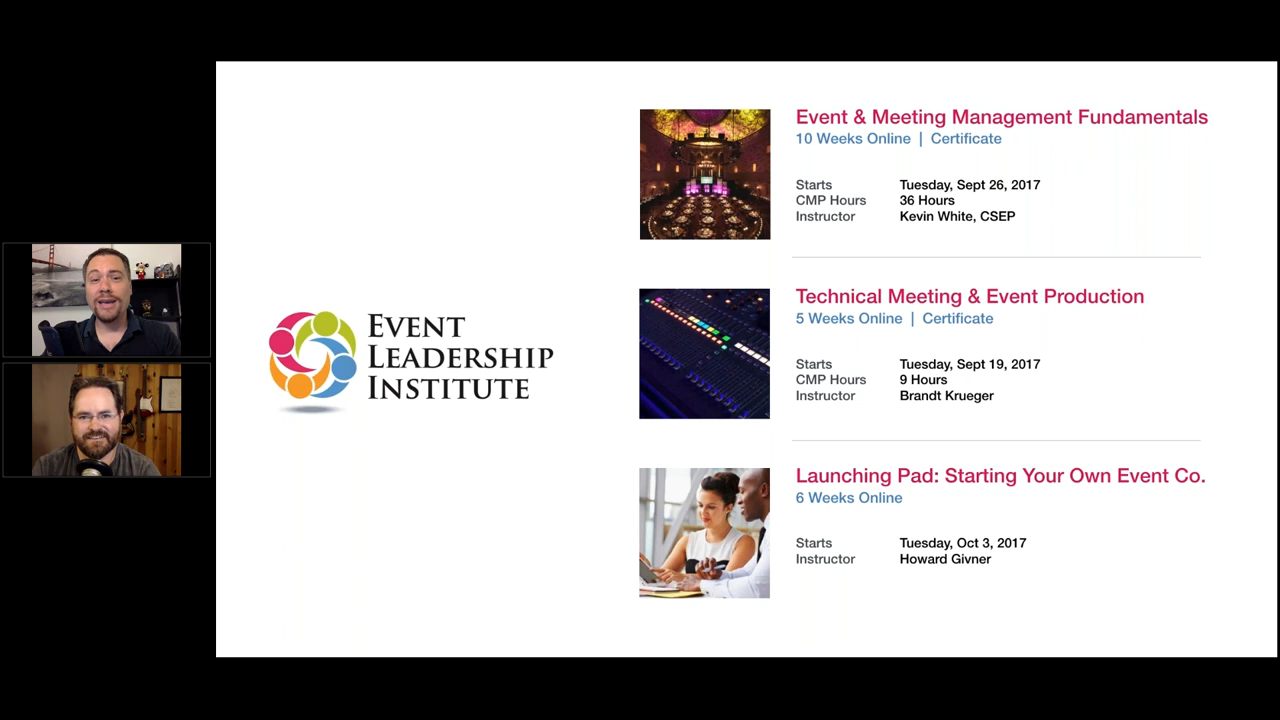 EVENT
LEADERSHIP
INSTITUTE
Event & Meeting Management Fundamentals
10 Weeks Online | Certificate
Starts Tuesday, Sept 26, 2017
CMP Hours 36 Hours
Instructor Kevin White, CSEP
Technical Meeting & Event Production
5 Weeks Online | Certificate
Starts Tuesday, Sept 19, 2017
CMP Hours 9 Hours
Instructor Brandt Krueger
Launching Pad: Starting Your Own Event Co.
6 Weeks Online
Starts Tuesday, Oct 3, 2017
Instructor Howard Givner